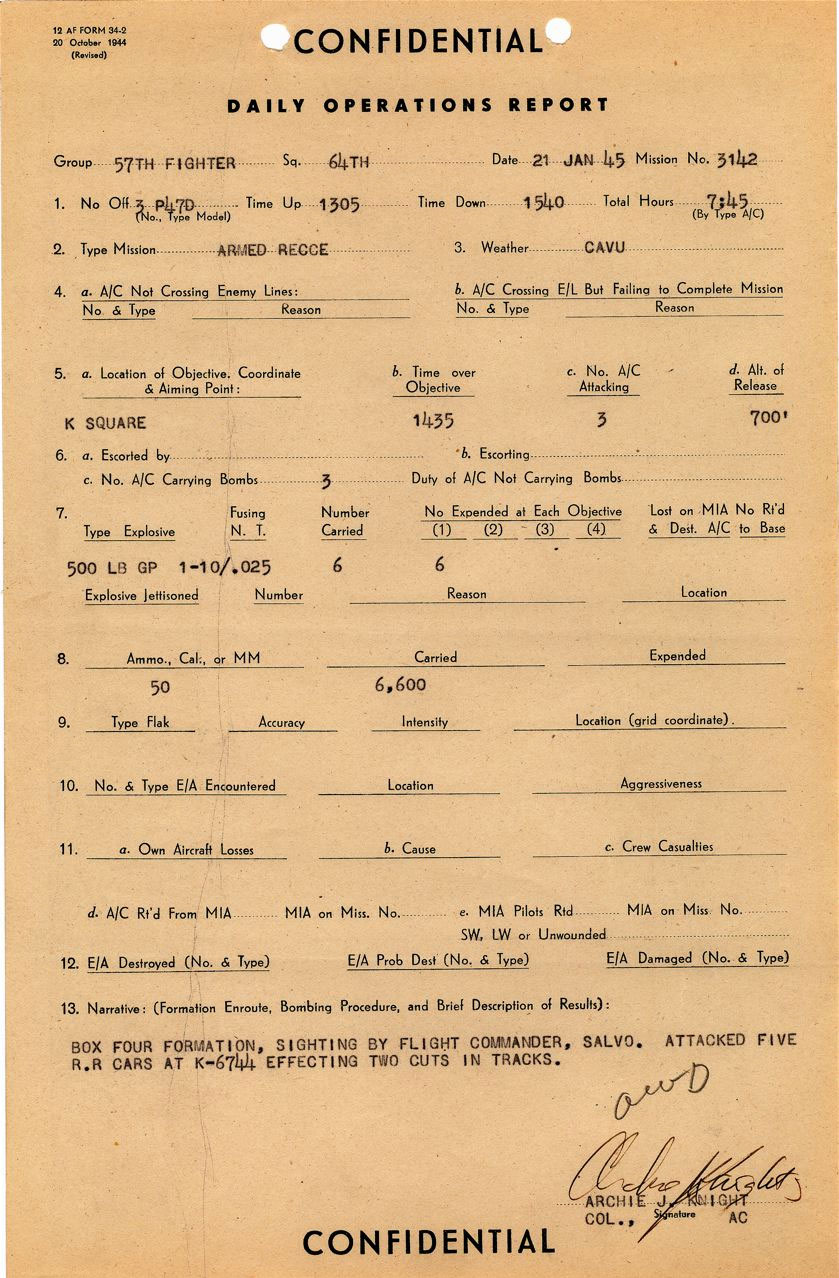 12 AF FORM 34-2
20 October 1944
(Revised)
CONFIDENTIAL
DAILY OPERATIONS REPORT
Group 57TH FIGHTER Sq. 64TH Date 21 JAN 45 Mission No. 3142
1. No Off 3 P47D Time Up 1305 Time Down 1540 Total Hours 7:45
(No., Type Model) (By Type A/C)
2. Type Mission ARMED RECCE 3. Weather CAVU
4. a. A/C Not Crossing Enemy Lines: b. A/C Crossing E/L But Failing to Complete Mission
No. & Type Reason No. & Type Reason
5. a. Location of Objective. Coordinate b. Time over c. No. A/C d. Alt. of
& Aiming Point: Objective Attacking Release
K SQUARE 1435 3 700'
6. a. Escorted by b. Escorting
c. No. A/C Carrying Bombs 3 Duty of A/C Not Carrying Bombs
7. Fusing Number No Expended at Each Objective Lost on MIA No Rt'd
Type Explosive N. T. Carried (1) (2) (3) (4) & Dest. A/C to Base
500 LB GP 1-10/.025 6 6
Explosive Jettisoned Number Reason Location
8. Ammo., Cal., or MM Carried Expended
50 6,600
9. Type Flak Accuracy Intensity Location (grid coordinate).
10. No. & Type E/A Encountered Location Aggressiveness
11. a. Own Aircraft Losses b. Cause c. Crew Casualties
d. A/C Rt'd From MIA MIA on Miss. No. e. MIA Pilots Rtd MIA on Miss No.
SW, LW or Unwounded
12. E/A Destroyed (No. & Type) E/A Prob Dest (No. & Type) E/A Damaged (No. & Type)
13. Narrative: (Formation Enroute, Bombing Procedure, and Brief Description of Results):
BOX FOUR FORMATION, SIGHTING BY FLIGHT COMMANDER, SALVO. ATTACKED FIVE
R.R CARS AT K-6744 EFFECTING TWO CUTS IN TRACKS.
Archie J Knight
ARCHIE J. KNIGHT
COL., Signature AC
CONFIDENTIAL